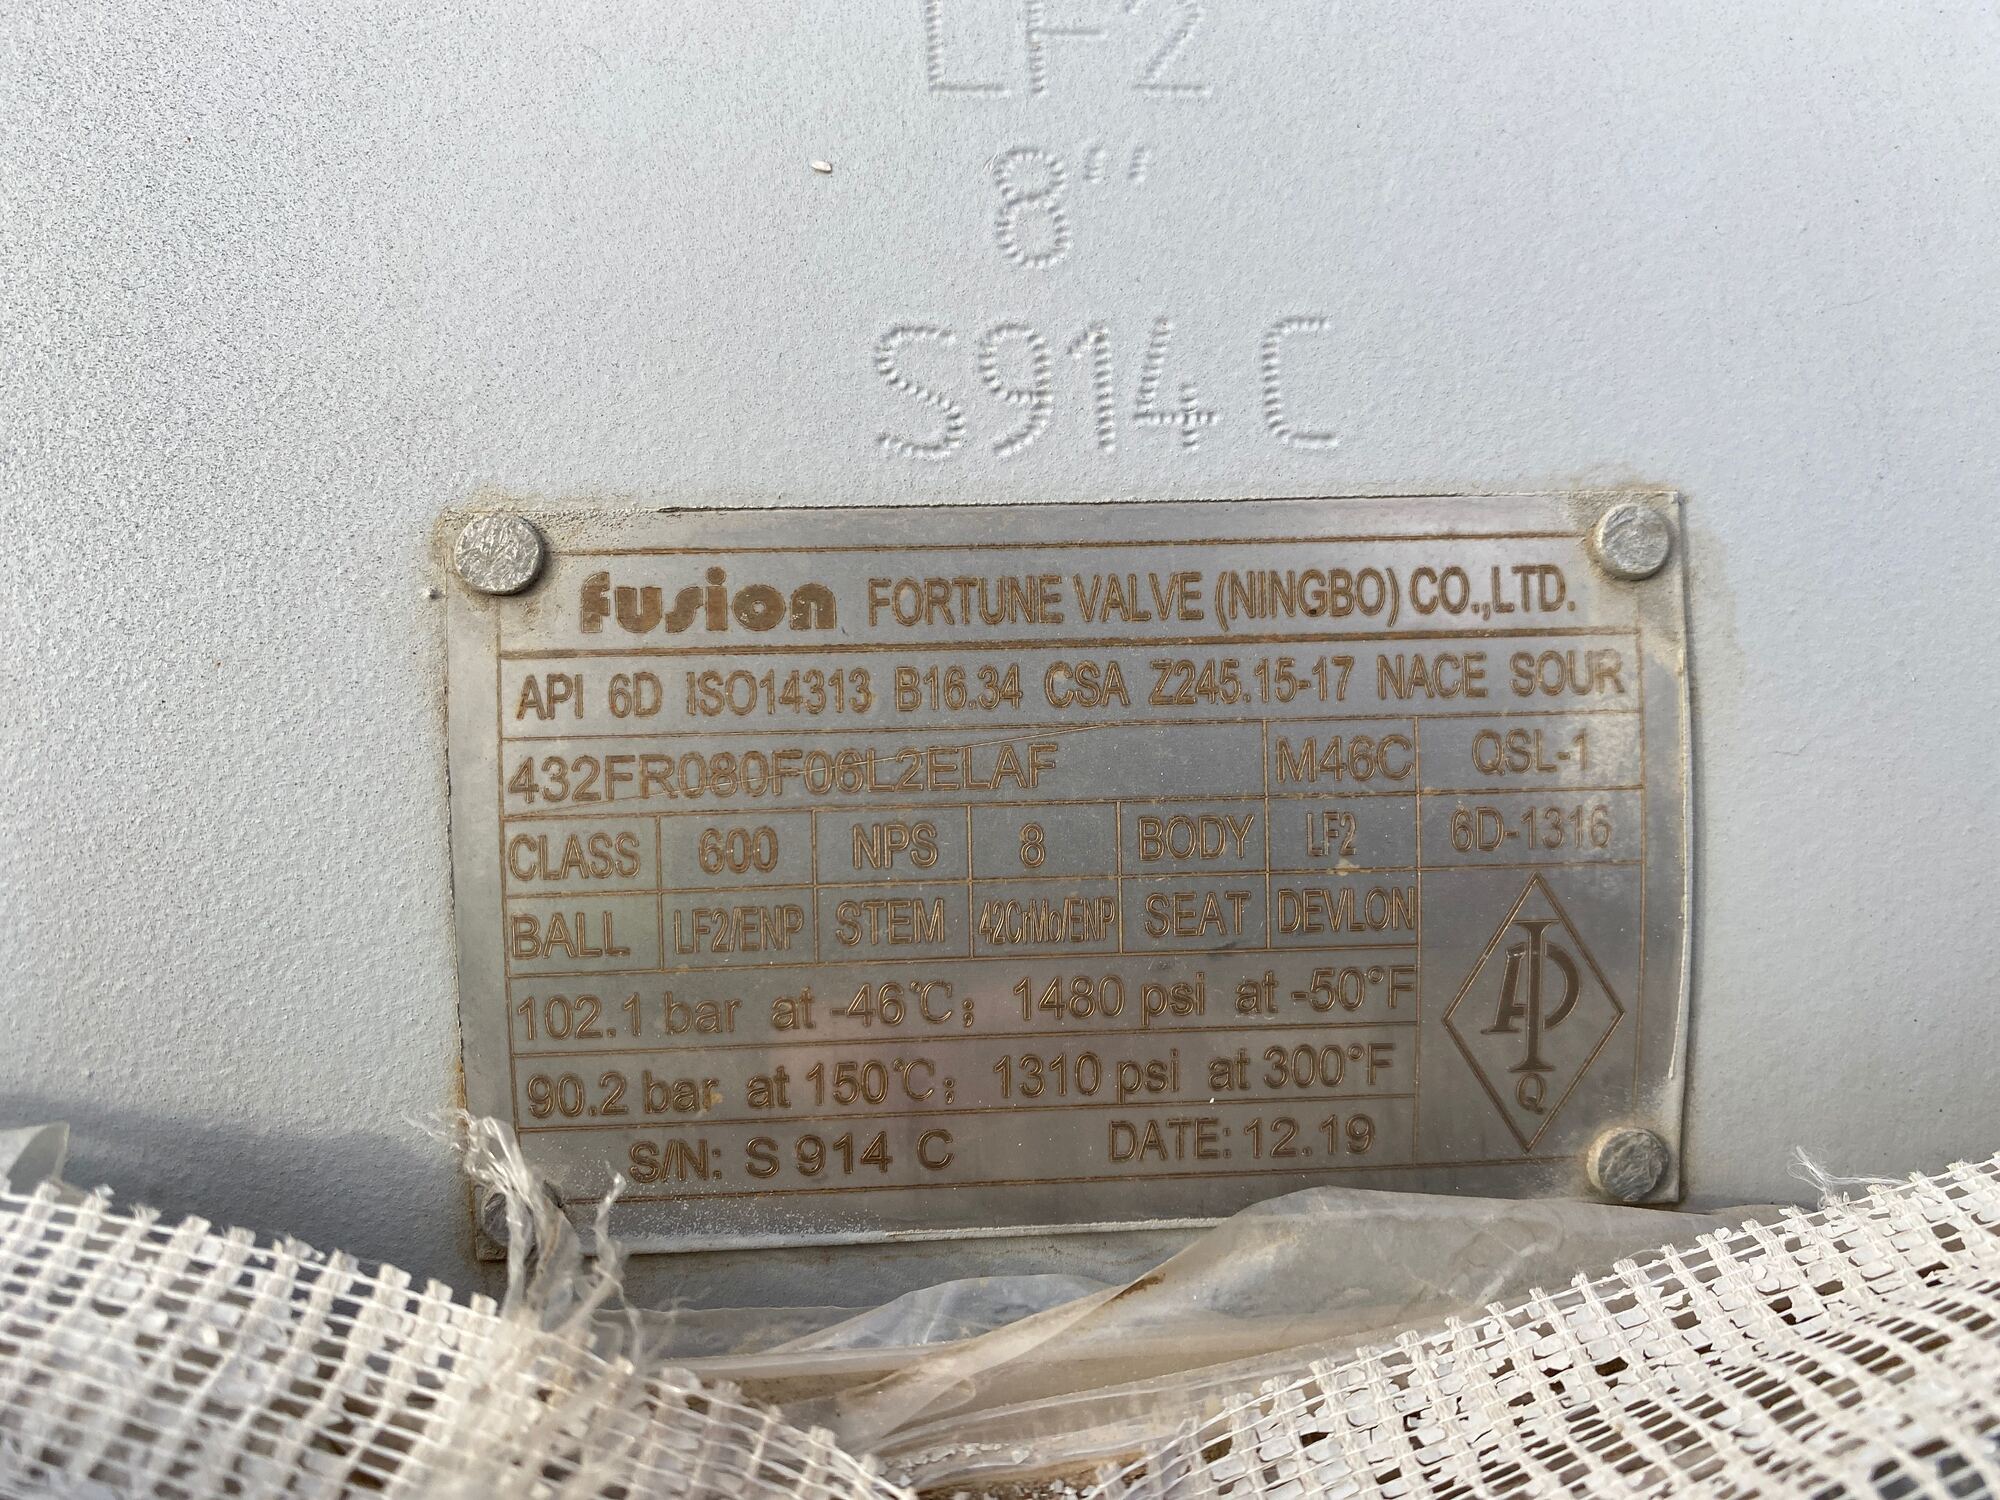 LF2
8"
S914C
fusion FORTUNE VALVE (NINGBO) CO.,LTD.
API 6D ISO14313 B16.34 CSA Z245.15-17 NACE SOUR
432FR080F06L2ELAF M46C QSL-1
CLASS 600 NPS 8 BODY LF2 6D-1316
BALL LF2/ENP STEM 42CrMo/ENP SEAT DEVLON
102.1 bar at -46℃; 1480 psi at -50°F
API
90.2 bar at 150℃; 1310 psi at 300°F
Q
S/N: S 914 C DATE: 12.19